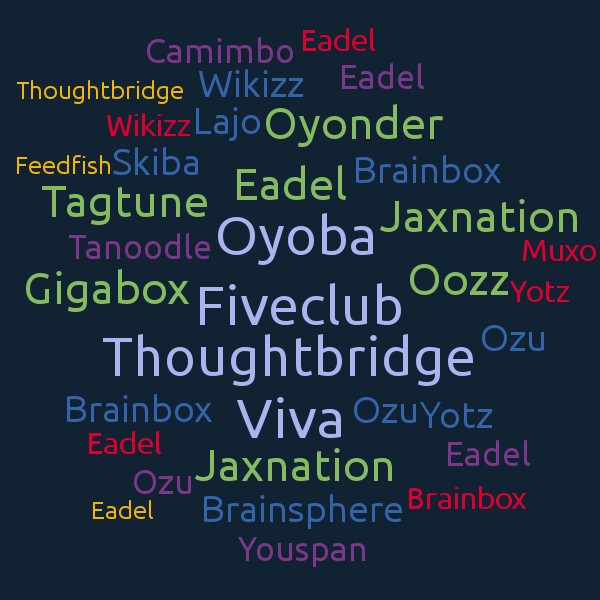 Eadel
Camimbo
Eadel
Wikizz
Thoughtbridge
Wikizz
Lajo
Oyonder
Feedfish
Skiba
Brainbox
Eadel
Tagtune
Jaxnation
Oyoba
Tanoodle
Muxo
Gigabox
Oozz
Yotz
Fiveclub
Ozu
Thoughtbridge
Brainbox
Viva
Ozu
Yotz
Eadel
Eadel
Jaxnation
Ozu
Brainbox
Eadel
Brainsphere
Youspan